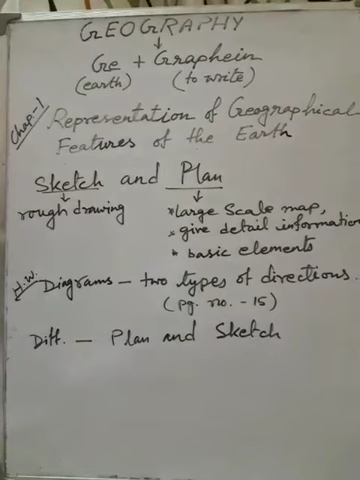 GEOGRAPHY
↓
Ge + Graphein
(earth) (to write)
Chap.-1
Representation of Geographical
Features of the Earth
Sketch and Plan
↓ ↓
rough drawing * large Scale map,
* give detail information
* basic elements
H.W. Diagrams - two types of directions.
(pg. no. - 15)
Diff. - Plan and Sketch